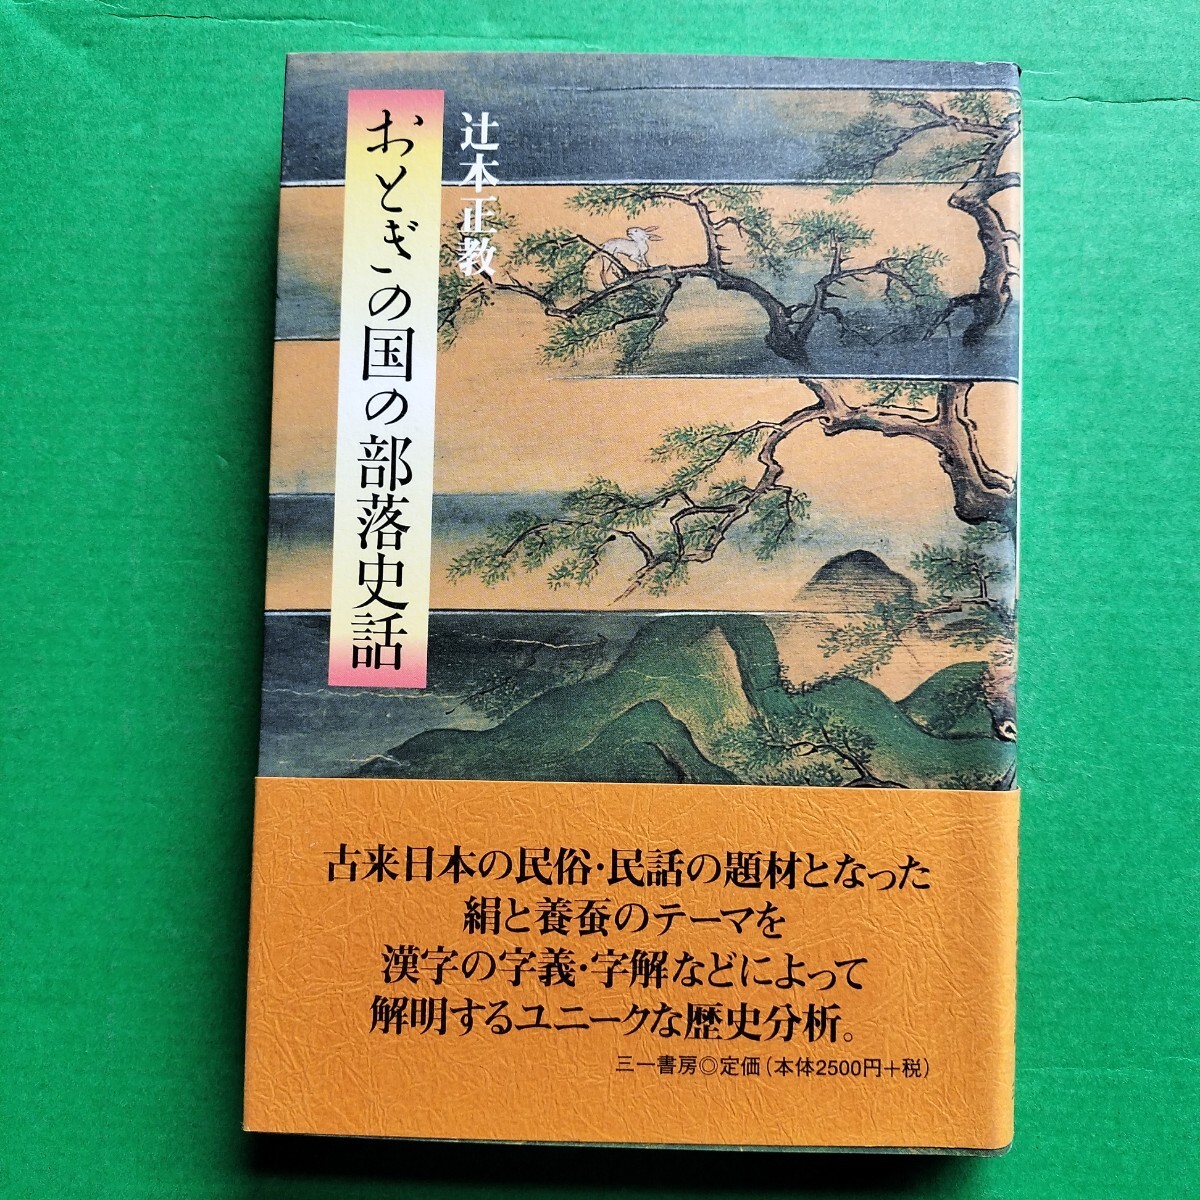 辻本正教
おとぎの国の部落史話
古来日本の民俗・民話の題材となった
絹と養蚕のテーマを
漢字の字義・字解などによって
解明するユニークな歴史分析。
三一書房◎定価(本体2500円+税)